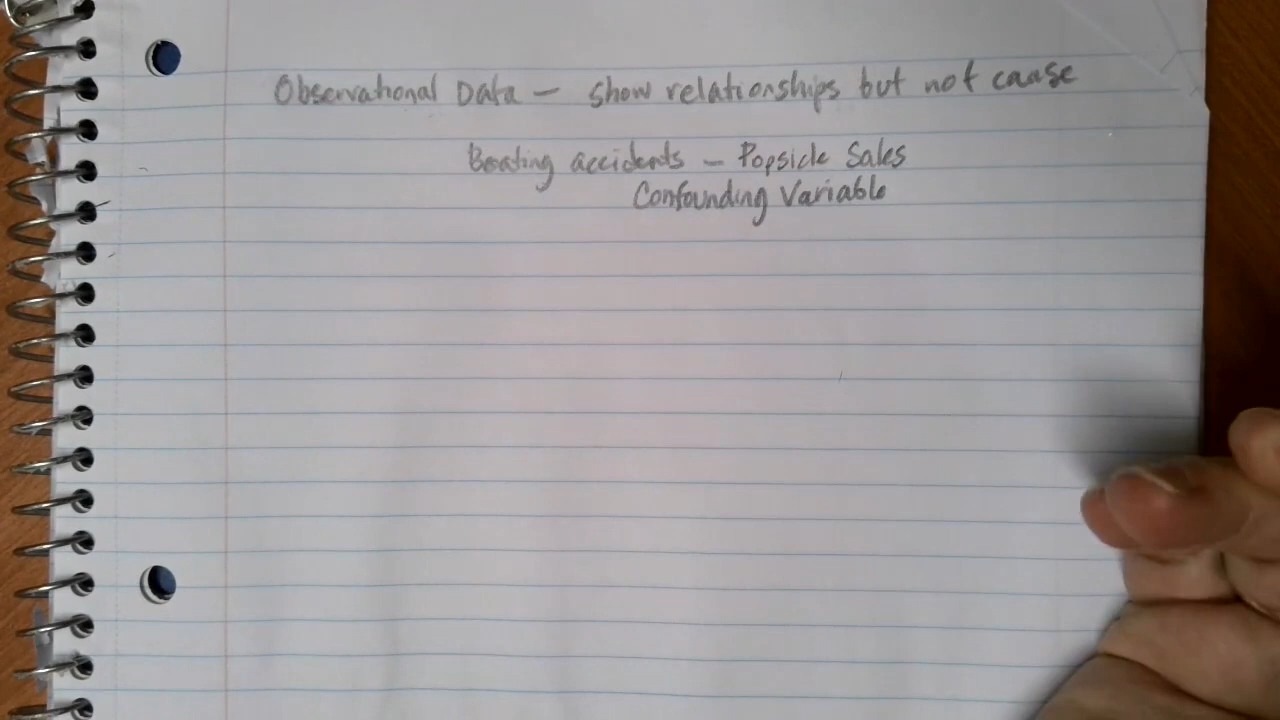 Observational Data – show relationships but not cause
Boating accidents – Popsicle Sales
Confounding Variable